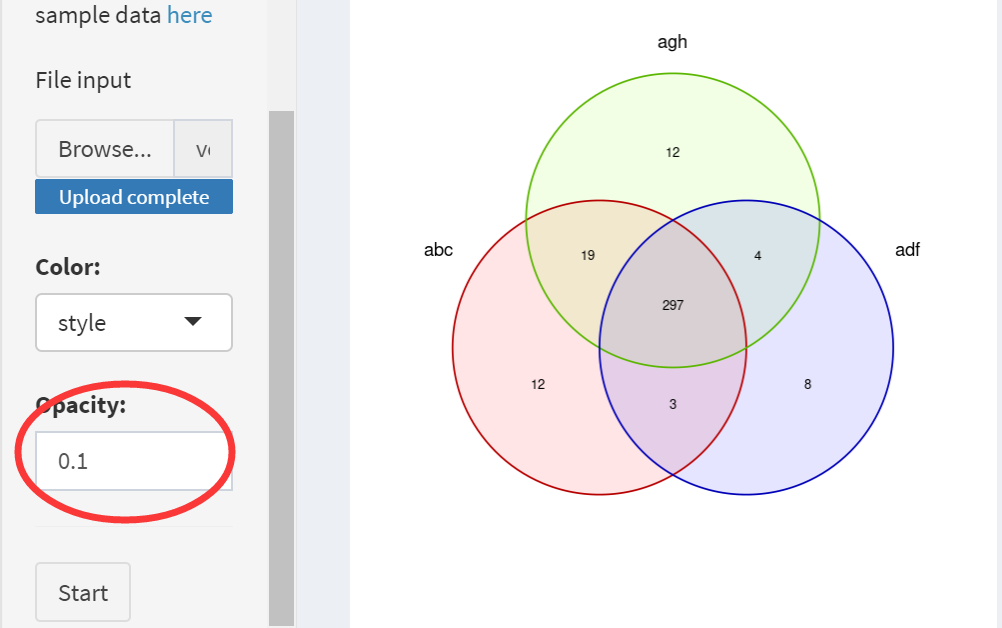 sample data here
File input
Browse...
Upload complete
Color:
style
Opacity:
0.1
Start
agh
12
abc
19
4
adf
297
12
3
8